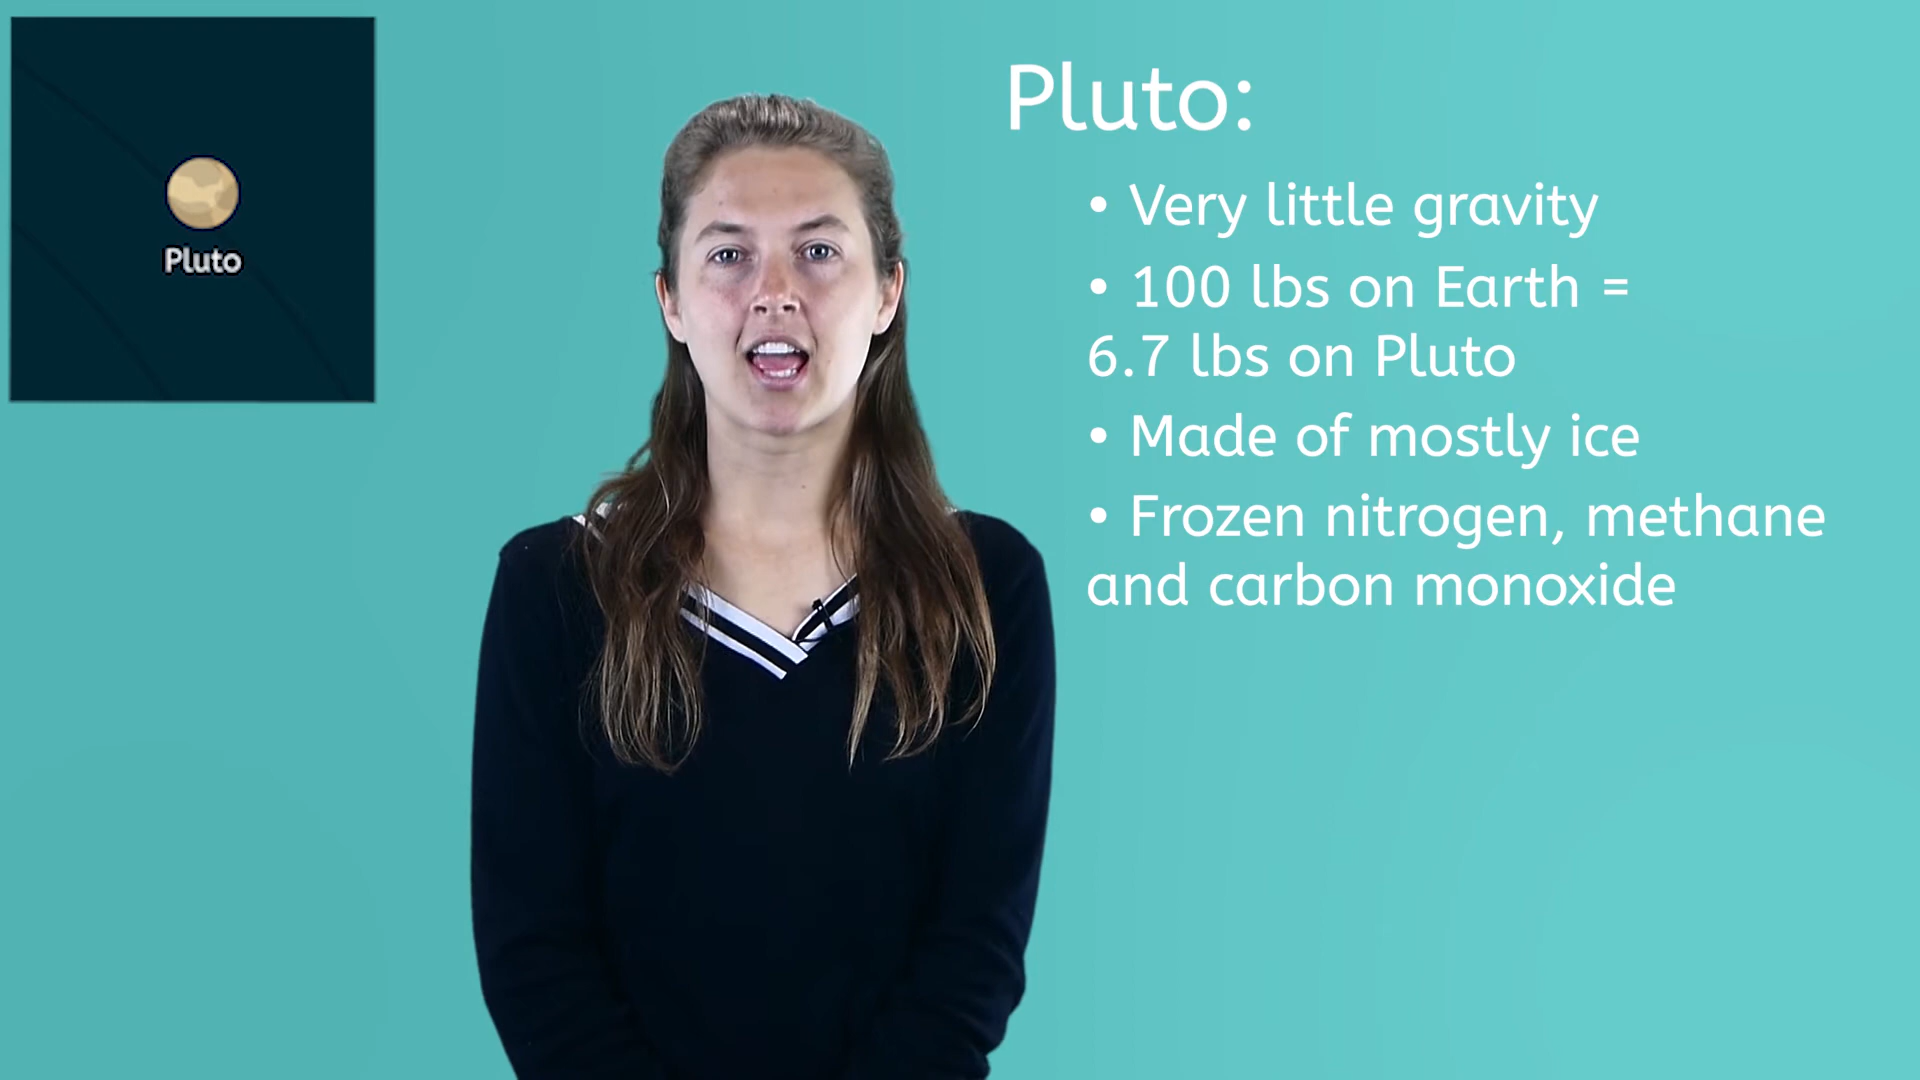 Pluto
Pluto:
• Very little gravity
• 100 lbs on Earth =
6.7 lbs on Pluto
• Made of mostly ice
• Frozen nitrogen, methane
and carbon monoxide